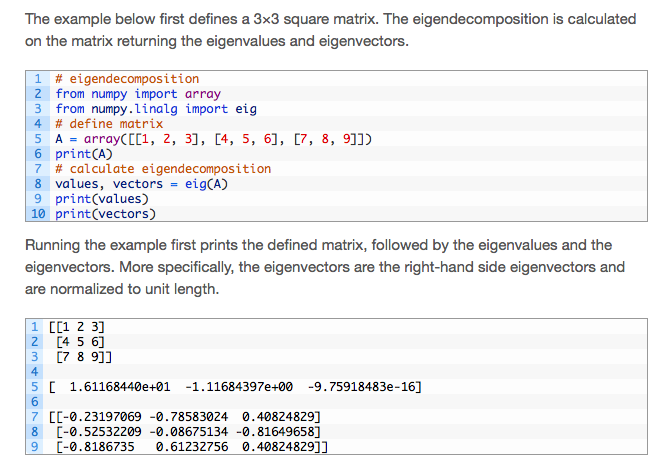 The example below first defines a 3×3 square matrix. The eigendecomposition is calculated
on the matrix returning the eigenvalues and eigenvectors.
1 # eigendecomposition
2 from numpy import array
3 from numpy.linalg import eig
4 # define matrix
5 A = array([[1, 2, 3], [4, 5, 6], [7, 8, 9]])
6 print(A)
7 # calculate eigendecomposition
8 values, vectors = eig(A)
9 print(values)
10 print(vectors)
Running the example first prints the defined matrix, followed by the eigenvalues and the
eigenvectors. More specifically, the eigenvectors are the right-hand side eigenvectors and
are normalized to unit length.
1 [[1 2 3]
2  [4 5 6]
3  [7 8 9]]
4
5 [  1.61168440e+01  -1.11684397e+00  -9.75918483e-16]
6
7 [[-0.23197069 -0.78583024  0.40824829]
8  [-0.52532209 -0.08675134 -0.81649658]
9  [-0.8186735   0.61232756  0.40824829]]